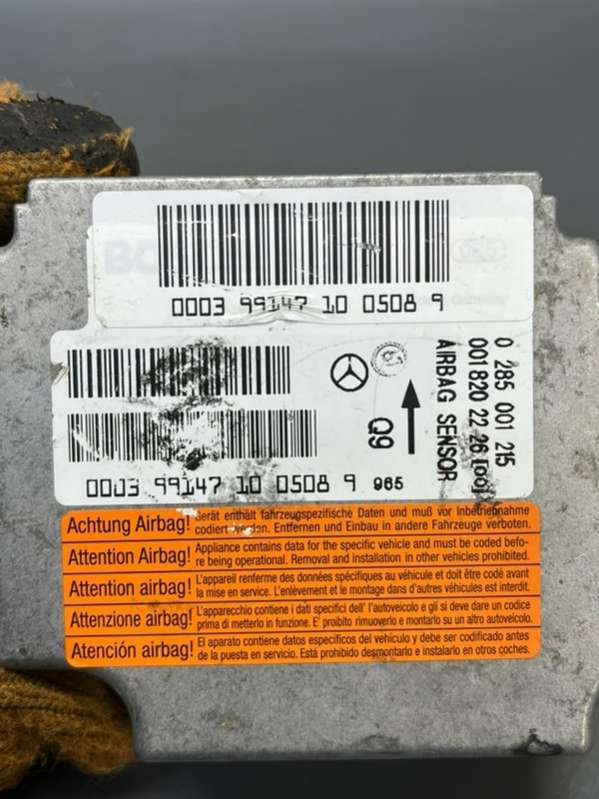 0003 99147 10 0508 9
0 285 001 215
001 820 22 26 [00]
AIRBAG SENSOR
Q9
0003 99147 10 0508 9 965
Achtung Airbag! Gerät enthält fahrzeugspezifische Daten und muß vor Inbetriebnahme
codiert werden. Entfernen und Einbau in andere Fahrzeuge verboten.
Attention Airbag! Appliance contains data for the specific vehicle and must be coded befo-
re being operational. Removal and installation in other vehicles prohibited.
Attention airbag! L'appareil renferme des données spécifiques au véhicule et doit être codé avant
la mise en service. L'enlèvement et le montage dans d'autres véhicules est interdit.
Attenzione airbag! L'apparecchio contiene i dati specifici dell' l'autoveicolo e gli si deve dare un codice
prima di metterlo in funzione. E' proibito rimuoverlo e montarlo su un altro autoveicolo.
Atención airbag! El aparato contiene datos específicos del vehículo y debe ser codificado antes
de la puesta en servicio. Está prohibido desmontarlo e instalarlo en otros coches.